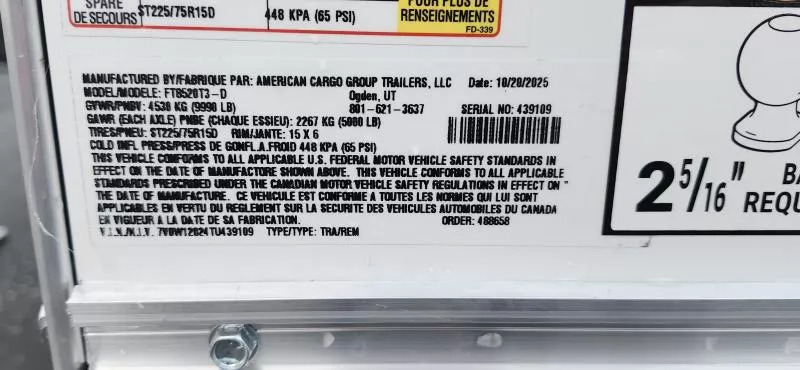 SPARE
DE SECOURS
ST225/75R15D
448 KPA (65 PSI)
POUR PLUS DE
RENSEIGNEMENTS
FD-339
MANUFACTURED BY/FABRIQUE PAR: AMERICAN CARGO GROUP TRAILERS, LLC Date: 10/20/2025
MODEL/MODELE: FT8520T3-D Ogden, UT
GVWR/PNBV: 4530 KG (9990 LB) 801-621-3637 SERIAL NO: 439109
GAWR (EACH AXLE) PNBE (CHAQUE ESSIEU): 2267 KG (5000 LB)
TIRES/PNEU: ST225/75R15D RIM/JANTE: 15 X 6
COLD INFL PRESS/PRESS DE GONFL.A.FROID 448 KPA (65 PSI)
THIS VEHICLE CONFORMS TO ALL APPLICABLE U.S. FEDERAL MOTOR VEHICLE SAFETY STANDARDS IN
EFFECT ON THE DATE OF MANUFACTORE SHOWN ABOVE. THIS VEHICLE CONFORMS TO ALL APPLICABLE
STANDARDS PRESCRIBED UNDER THE CANADIAN MOTOR VEHICLE SAFETY REGULATIONS IN EFFECT ON
THE DATE OF MANUFACTURE. CE VEHICULE EST CONFORME A TOUTES LES NORMES QUI LUI SONT
APPLICABLES EN VERTU DU REGLEMENT SUR LA SECURITE DES VEHICULES AUTOMOBILES DU CANADA
EN VIGUEUR A LA DATE DE SA FABRICATION. ORDER: 488658
V.I.N./N.I.V. TYPE/TYPE: TRA/REM
2 5/16" BA
REQU